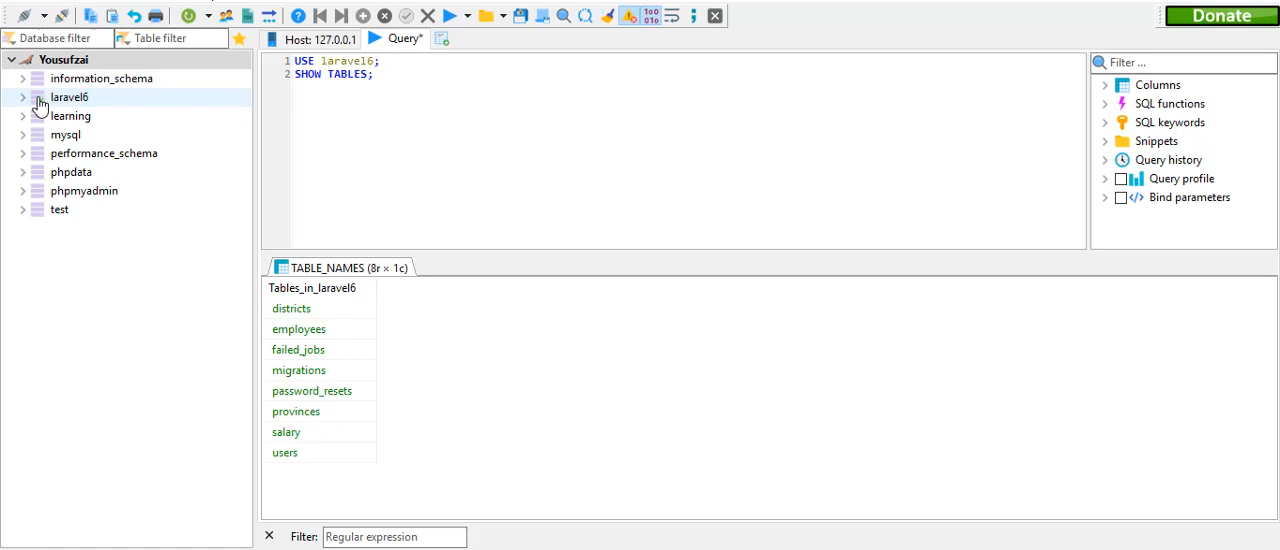 Donate
Database filter
Table filter
Host: 127.0.0.1
Query*
Yousufzai
information_schema
laravel6
learning
mysql
performance_schema
phpdata
phpmyadmin
test
1 USE laravel6;
2 SHOW TABLES;
Filter ...
Columns
SQL functions
SQL keywords
Snippets
Query history
Query profile
Bind parameters
TABLE_NAMES (8r × 1c)
Tables_in_laravel6
districts
employees
failed_jobs
migrations
password_resets
provinces
salary
users
Filter:
Regular expression